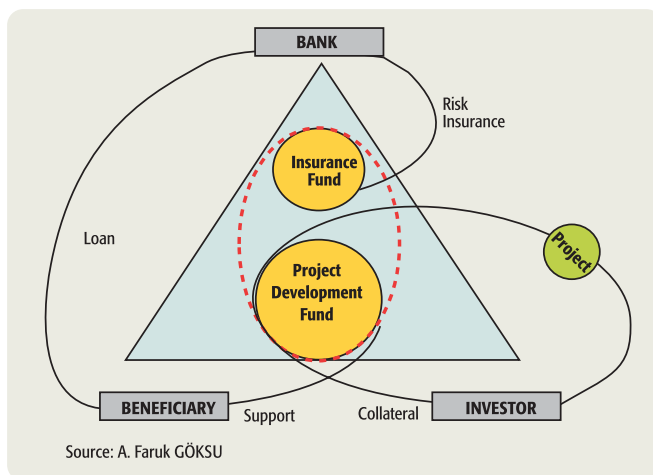 BANK
Risk
Insurance
Insurance
Fund
Loan
Project
Project
Development
Fund
BENEFICIARY
Support
Collateral
INVESTOR
Source: A. Faruk GÖKSU